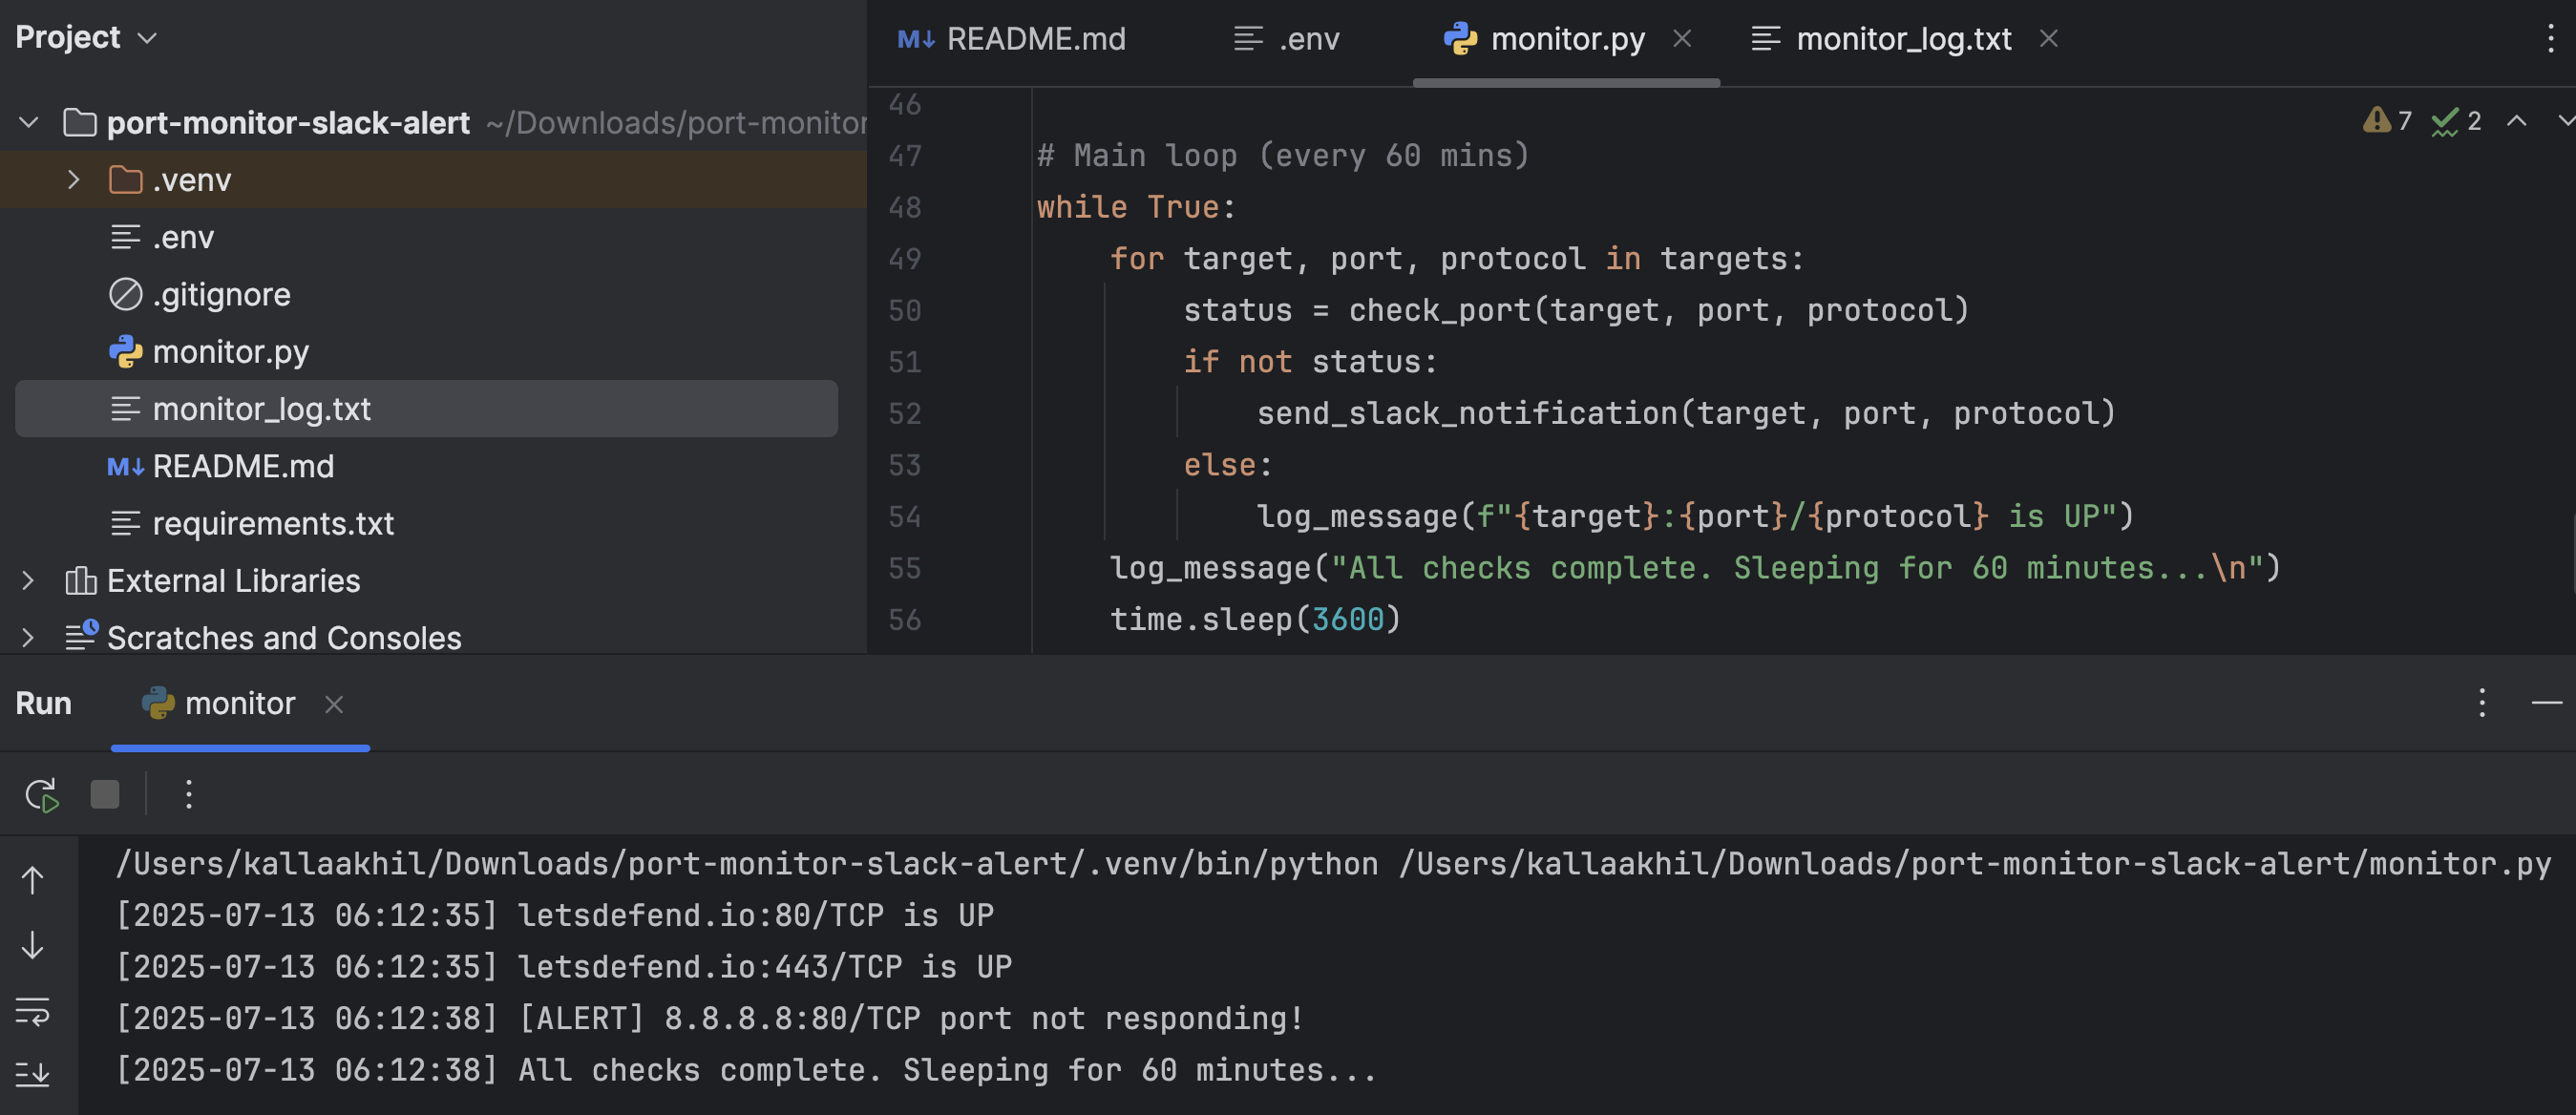 Project
port-monitor-slack-alert ~/Downloads/port-monitor
.venv
.env
.gitignore
monitor.py
monitor_log.txt
M↓ README.md
requirements.txt
External Libraries
Scratches and Consoles
M↓ README.md .env monitor.py monitor_log.txt
7 2
46
47 # Main loop (every 60 mins)
48 while True:
49     for target, port, protocol in targets:
50         status = check_port(target, port, protocol)
51         if not status:
52             send_slack_notification(target, port, protocol)
53         else:
54             log_message(f"{target}:{port}/{protocol} is UP")
55     log_message("All checks complete. Sleeping for 60 minutes...\n")
56     time.sleep(3600)
Run monitor
/Users/kallaakhil/Downloads/port-monitor-slack-alert/.venv/bin/python /Users/kallaakhil/Downloads/port-monitor-slack-alert/monitor.py
[2025-07-13 06:12:35] letsdefend.io:80/TCP is UP
[2025-07-13 06:12:35] letsdefend.io:443/TCP is UP
[2025-07-13 06:12:38] [ALERT] 8.8.8.8:80/TCP port not responding!
[2025-07-13 06:12:38] All checks complete. Sleeping for 60 minutes...